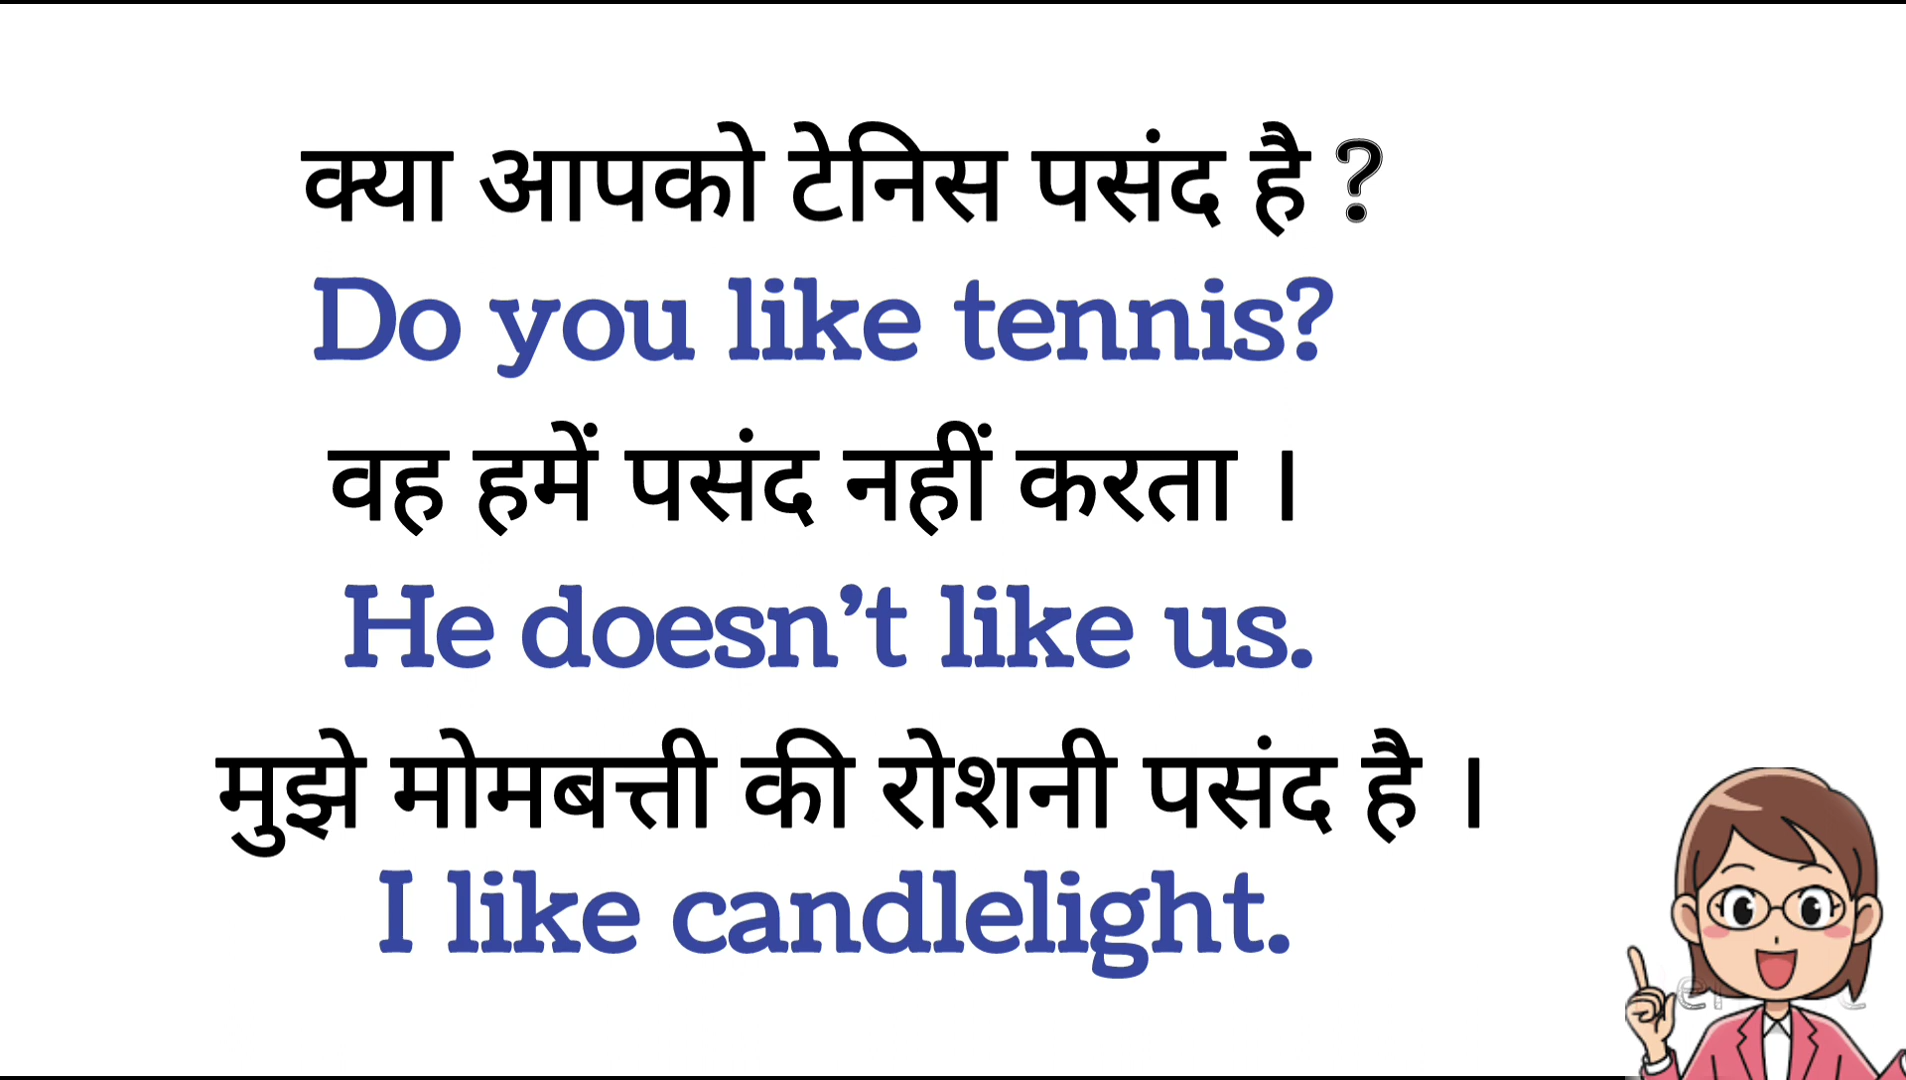 क्या आपको टेनिस पसंद है ?
Do you like tennis?
वह हमें पसंद नहीं करता ।
He doesn’t like us.
मुझे मोमबत्ती की रोशनी पसंद है ।
I like candlelight.